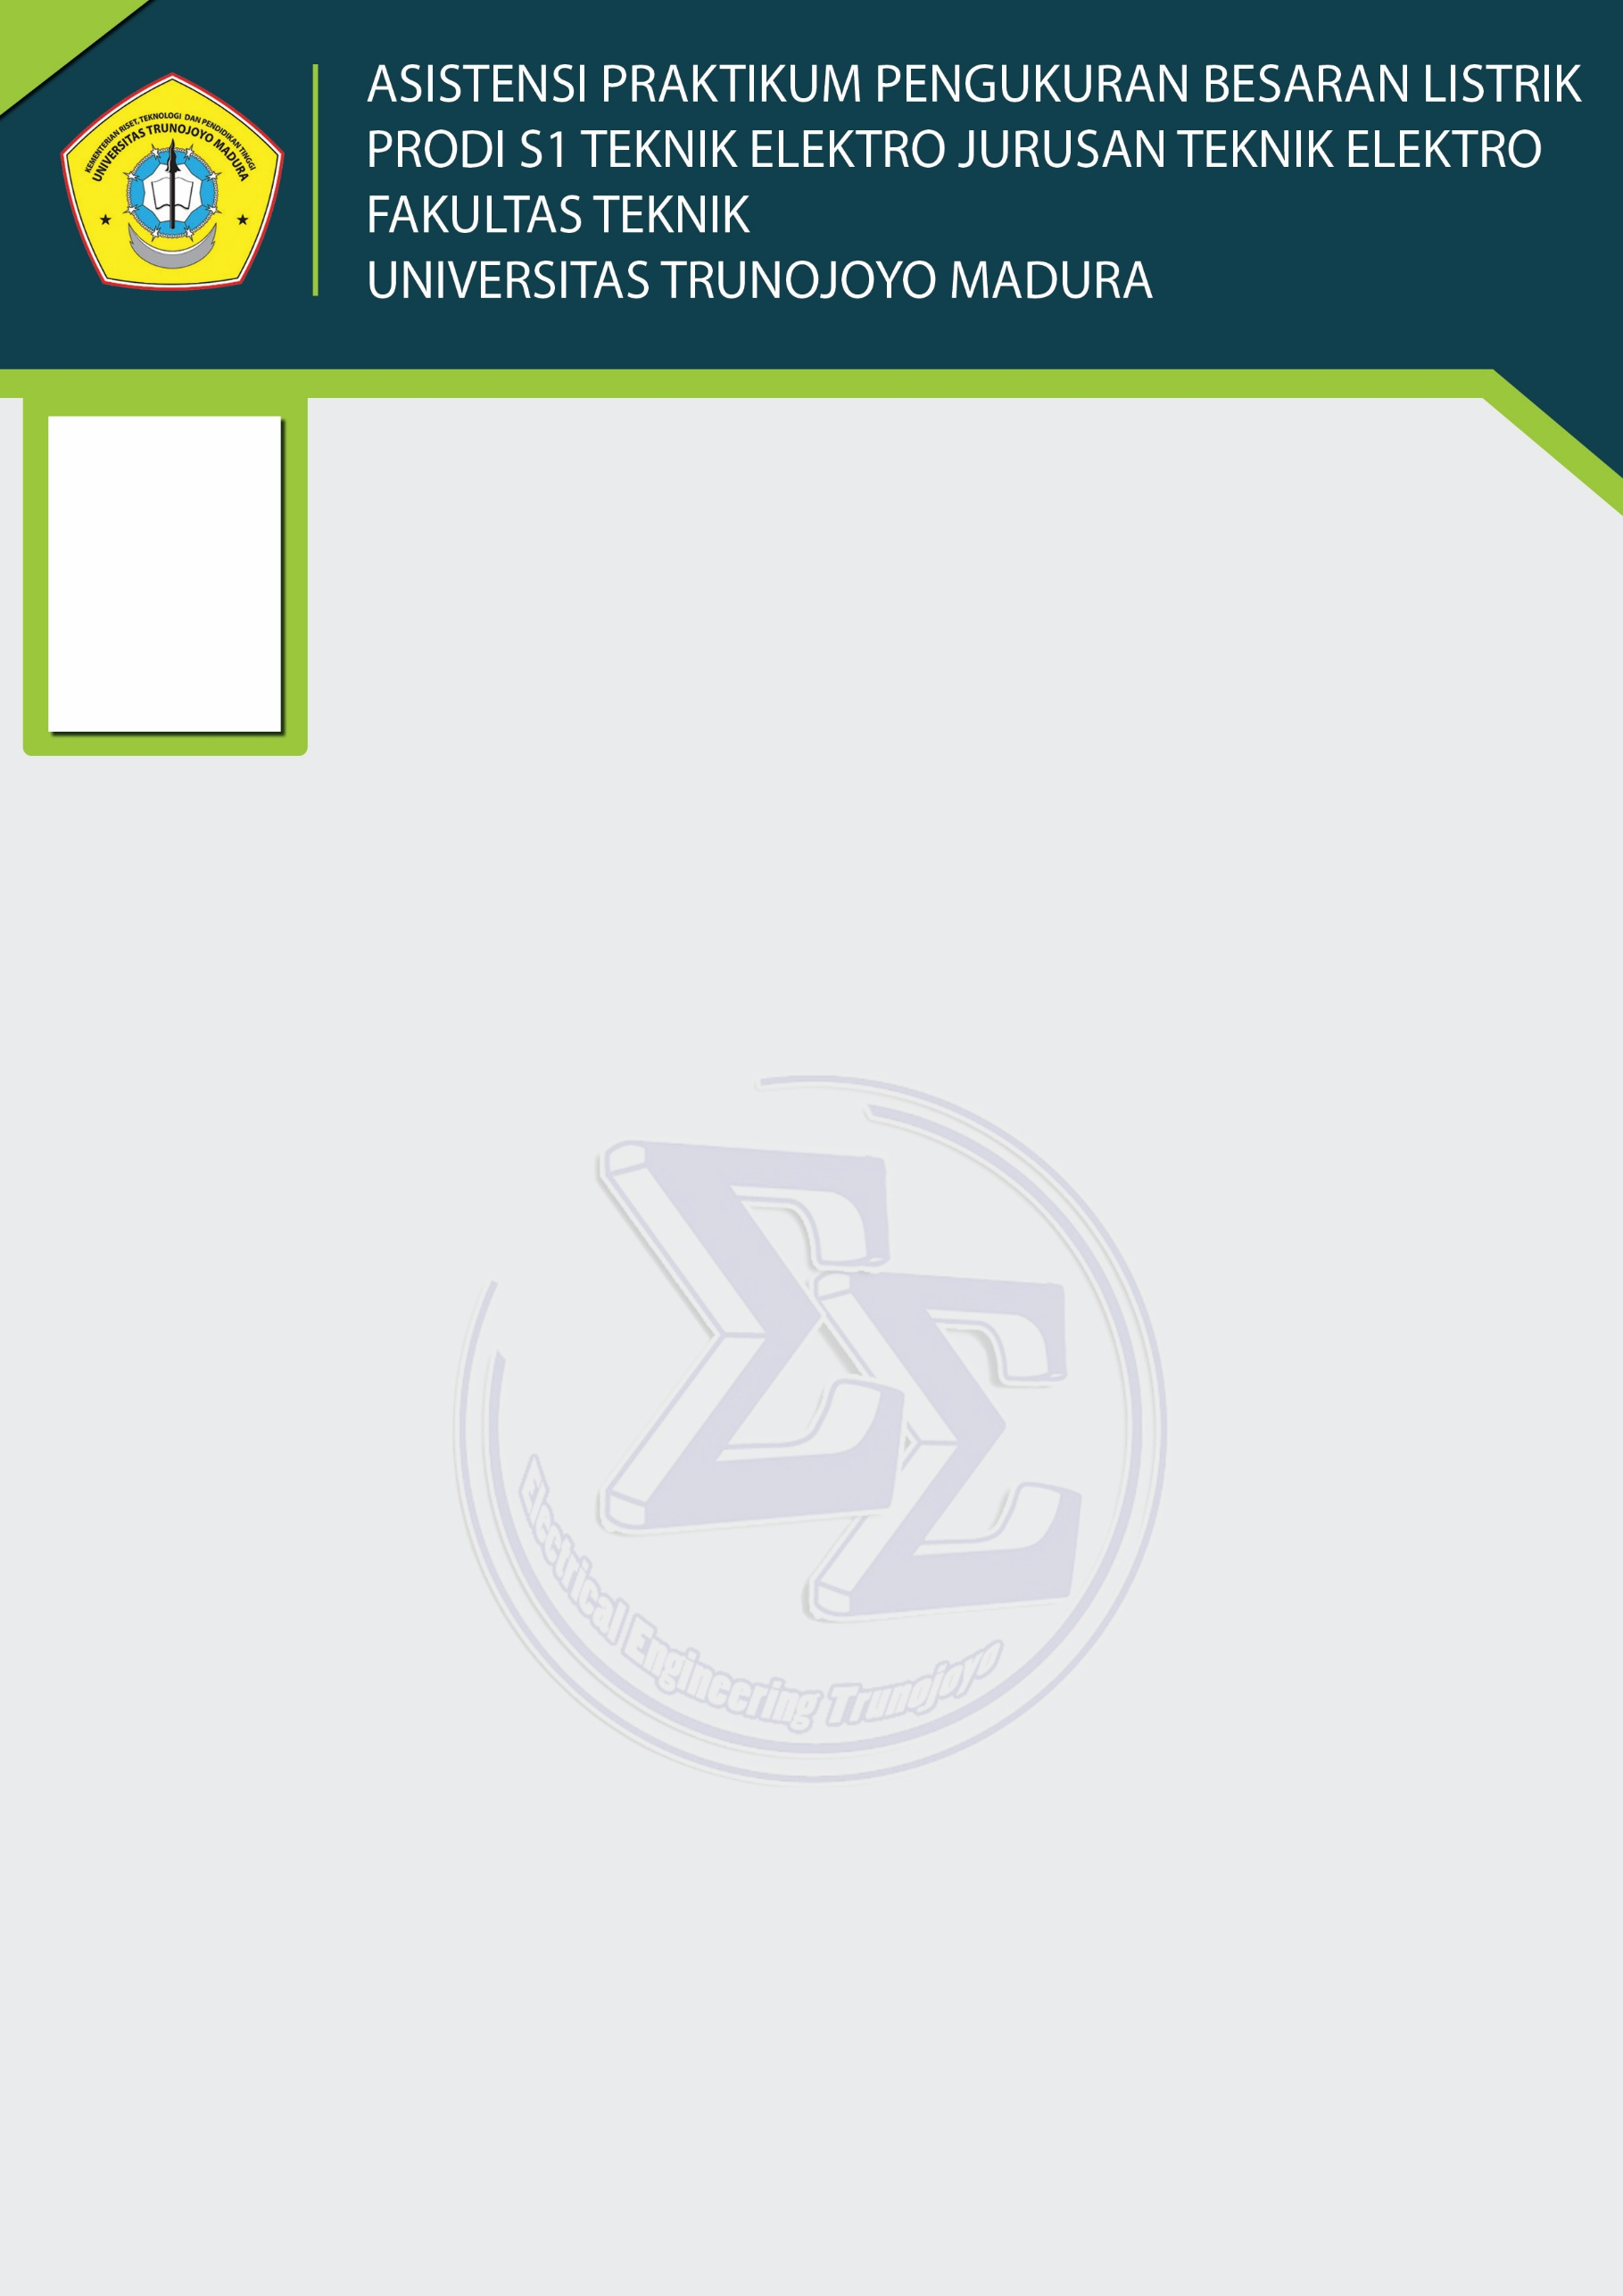 ASISTENSI PRAKTIKUM PENGUKURAN BESARAN LISTRIK
PRODI S1 TEKNIK ELEKTRO JURUSAN TEKNIK ELEKTRO
FAKULTAS TEKNIK
UNIVERSITAS TRUNOJOYO MADURA
KEMENTERIAN RISET, TEKNOLOGI DAN PENDIDIKAN TINGGI
UNIVERSITAS TRUNOJOYO MADURA
Electrical Engineering Trunojoyo